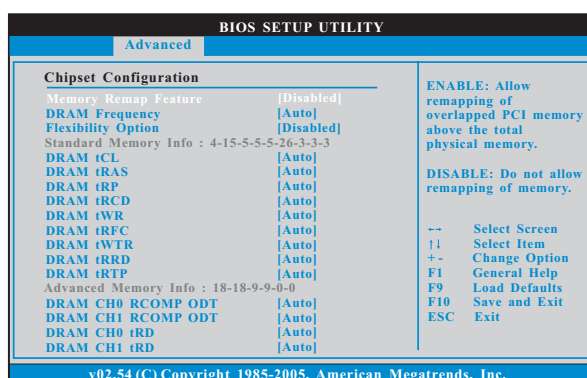 BIOS SETUP UTILITY
Advanced
Chipset Configuration
Memory Remap Feature [Disabled]
DRAM Frequency [Auto]
Flexibility Option [Disabled]
Standard Memory Info : 4-15-5-5-5-26-3-3-3
DRAM tCL [Auto]
DRAM tRAS [Auto]
DRAM tRP [Auto]
DRAM tRCD [Auto]
DRAM tWR [Auto]
DRAM tRFC [Auto]
DRAM tWTR [Auto]
DRAM tRRD [Auto]
DRAM tRTP [Auto]
Advanced Memory Info : 18-18-9-9-0-0
DRAM CH0 RCOMP ODT [Auto]
DRAM CH1 RCOMP ODT [Auto]
DRAM CH0 tRD [Auto]
DRAM CH1 tRD [Auto]
ENABLE: Allow
remapping of
overlapped PCI memory
above the total
physical memory.
DISABLE: Do not allow
remapping of memory.
↔ Select Screen
↑↓ Select Item
+ - Change Option
F1 General Help
F9 Load Defaults
F10 Save and Exit
ESC Exit
v02.54 (C) Copyright 1985-2005, American Megatrends, Inc.